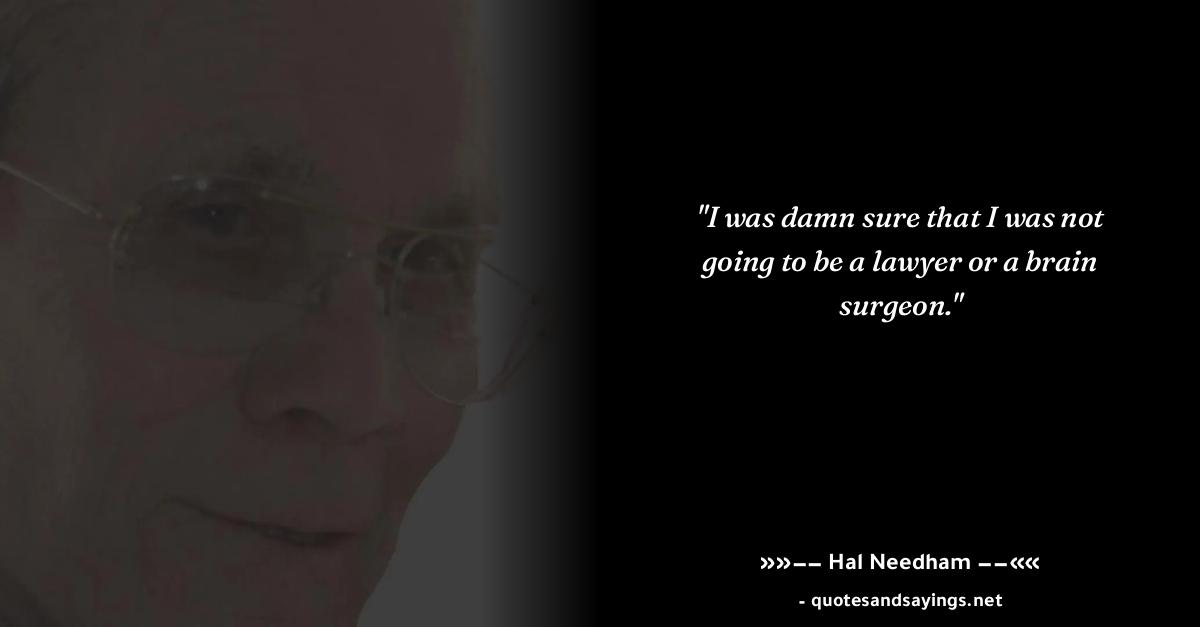 "I was damn sure that I was not
going to be a lawyer or a brain
surgeon."
»»−− Hal Needham −−««
- quotesandsayings.net